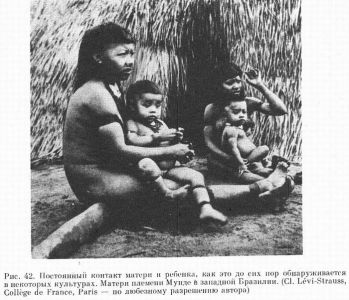 Рис. 42. Постоянный контакт матери и ребенка, как это до сих пор обнаруживается
в некоторых культурах. Матери племени Мунде в западной Бразилии. (Cl. Lévi-Strauss,
Collège de France, Paris — по любезному разрешению автора)